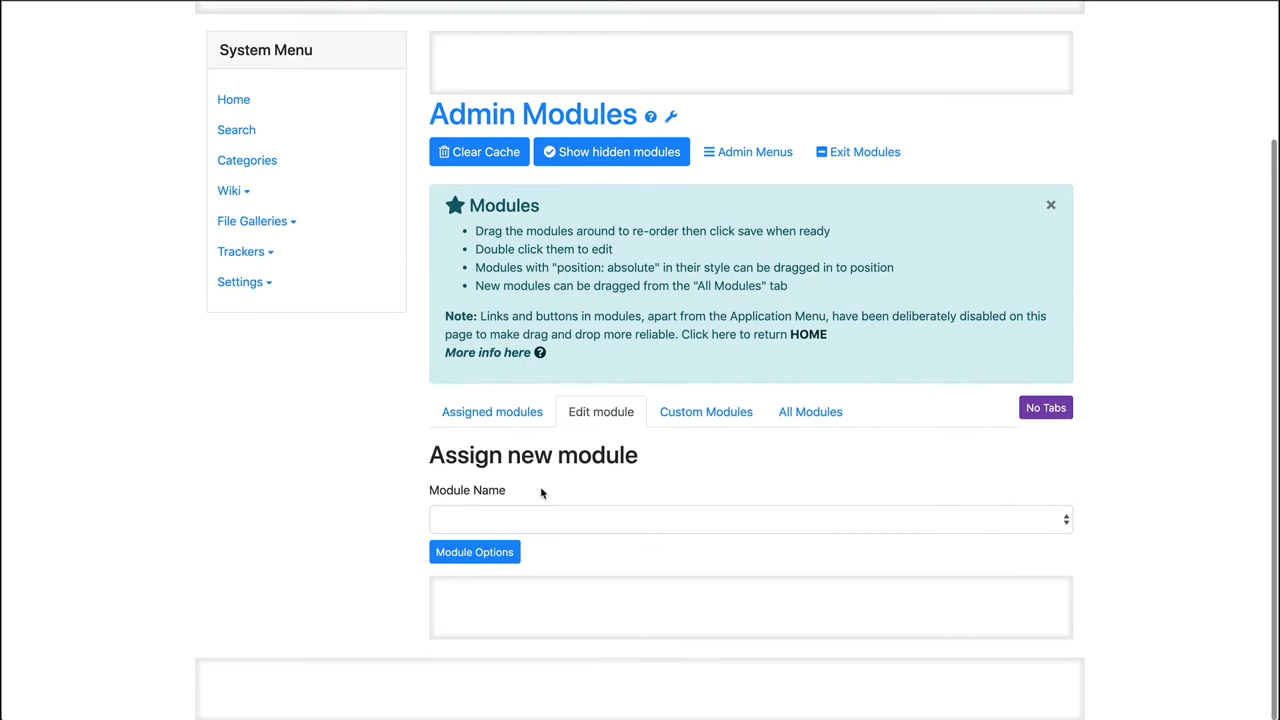 System Menu
Home
Search
Categories
Wiki
File Galleries
Trackers
Settings
Admin Modules
Clear Cache Show hidden modules Admin Menus Exit Modules
Modules
Drag the modules around to re-order then click save when ready
Double click them to edit
Modules with "position: absolute" in their style can be dragged in to position
New modules can be dragged from the "All Modules" tab
Note: Links and buttons in modules, apart from the Application Menu, have been deliberately disabled on this
page to make drag and drop more reliable. Click here to return HOME
More info here
Assigned modules Edit module Custom Modules All Modules No Tabs
Assign new module
Module Name
Module Options